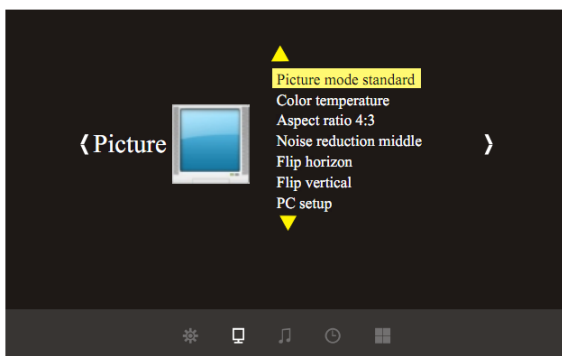 Picture
Picture mode standard
Color temperature
Aspect ratio 4:3
Noise reduction middle
Flip horizon
Flip vertical
PC setup